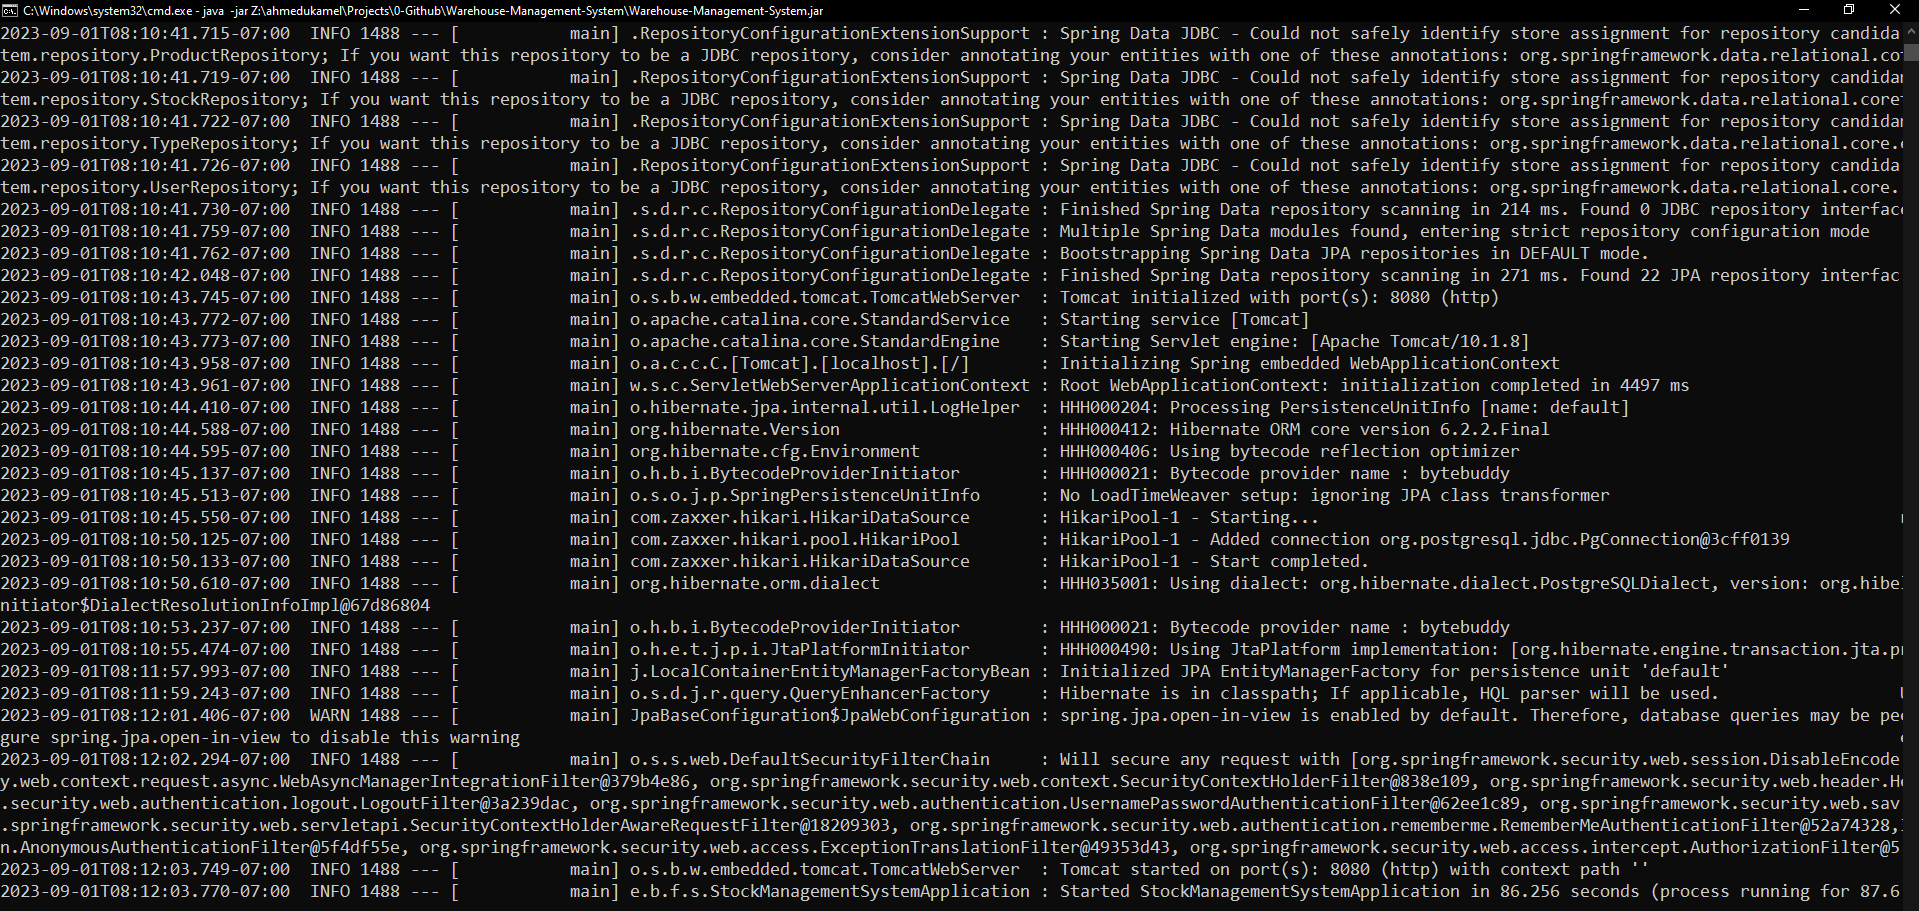 C:\Windows\system32\cmd.exe - java -jar Z:\ahmedukamel\Projects\0-Github\Warehouse-Management-System\Warehouse-Management-System.jar
2023-09-01T08:10:41.715-07:00  INFO 1488 --- [           main] .RepositoryConfigurationExtensionSupport : Spring Data JDBC - Could not safely identify store assignment for repository candida
tem.repository.ProductRepository; If you want this repository to be a JDBC repository, consider annotating your entities with one of these annotations: org.springframework.data.relational.co
2023-09-01T08:10:41.719-07:00  INFO 1488 --- [           main] .RepositoryConfigurationExtensionSupport : Spring Data JDBC - Could not safely identify store assignment for repository candida
tem.repository.StockRepository; If you want this repository to be a JDBC repository, consider annotating your entities with one of these annotations: org.springframework.data.relational.core
2023-09-01T08:10:41.722-07:00  INFO 1488 --- [           main] .RepositoryConfigurationExtensionSupport : Spring Data JDBC - Could not safely identify store assignment for repository candida
tem.repository.TypeRepository; If you want this repository to be a JDBC repository, consider annotating your entities with one of these annotations: org.springframework.data.relational.core.
2023-09-01T08:10:41.726-07:00  INFO 1488 --- [           main] .RepositoryConfigurationExtensionSupport : Spring Data JDBC - Could not safely identify store assignment for repository candida
tem.repository.UserRepository; If you want this repository to be a JDBC repository, consider annotating your entities with one of these annotations: org.springframework.data.relational.core.
2023-09-01T08:10:41.730-07:00  INFO 1488 --- [           main] .s.d.r.c.RepositoryConfigurationDelegate : Finished Spring Data repository scanning in 214 ms. Found 0 JDBC repository interfac
2023-09-01T08:10:41.759-07:00  INFO 1488 --- [           main] .s.d.r.c.RepositoryConfigurationDelegate : Multiple Spring Data modules found, entering strict repository configuration mode
2023-09-01T08:10:41.762-07:00  INFO 1488 --- [           main] .s.d.r.c.RepositoryConfigurationDelegate : Bootstrapping Spring Data JPA repositories in DEFAULT mode.
2023-09-01T08:10:42.048-07:00  INFO 1488 --- [           main] .s.d.r.c.RepositoryConfigurationDelegate : Finished Spring Data repository scanning in 271 ms. Found 22 JPA repository interfac
2023-09-01T08:10:43.745-07:00  INFO 1488 --- [           main] o.s.b.w.embedded.tomcat.TomcatWebServer  : Tomcat initialized with port(s): 8080 (http)
2023-09-01T08:10:43.772-07:00  INFO 1488 --- [           main] o.apache.catalina.core.StandardService   : Starting service [Tomcat]
2023-09-01T08:10:43.773-07:00  INFO 1488 --- [           main] o.apache.catalina.core.StandardEngine    : Starting Servlet engine: [Apache Tomcat/10.1.8]
2023-09-01T08:10:43.958-07:00  INFO 1488 --- [           main] o.a.c.c.C.[Tomcat].[localhost].[/]       : Initializing Spring embedded WebApplicationContext
2023-09-01T08:10:43.961-07:00  INFO 1488 --- [           main] w.s.c.ServletWebServerApplicationContext : Root WebApplicationContext: initialization completed in 4497 ms
2023-09-01T08:10:44.410-07:00  INFO 1488 --- [           main] o.hibernate.jpa.internal.util.LogHelper  : HHH000204: Processing PersistenceUnitInfo [name: default]
2023-09-01T08:10:44.588-07:00  INFO 1488 --- [           main] org.hibernate.Version                    : HHH000412: Hibernate ORM core version 6.2.2.Final
2023-09-01T08:10:44.595-07:00  INFO 1488 --- [           main] org.hibernate.cfg.Environment            : HHH000406: Using bytecode reflection optimizer
2023-09-01T08:10:45.137-07:00  INFO 1488 --- [           main] o.h.b.i.BytecodeProviderInitiator        : HHH000021: Bytecode provider name : bytebuddy
2023-09-01T08:10:45.513-07:00  INFO 1488 --- [           main] o.s.o.j.p.SpringPersistenceUnitInfo      : No LoadTimeWeaver setup: ignoring JPA class transformer
2023-09-01T08:10:45.550-07:00  INFO 1488 --- [           main] com.zaxxer.hikari.HikariDataSource       : HikariPool-1 - Starting...
2023-09-01T08:10:50.125-07:00  INFO 1488 --- [           main] com.zaxxer.hikari.pool.HikariPool        : HikariPool-1 - Added connection org.postgresql.jdbc.PgConnection@3cff0139
2023-09-01T08:10:50.133-07:00  INFO 1488 --- [           main] com.zaxxer.hikari.HikariDataSource       : HikariPool-1 - Start completed.
2023-09-01T08:10:50.610-07:00  INFO 1488 --- [           main] org.hibernate.orm.dialect                : HHH035001: Using dialect: org.hibernate.dialect.PostgreSQLDialect, version: org.hibe
nitiator$DialectResolutionInfoImpl@67d86804
2023-09-01T08:10:53.237-07:00  INFO 1488 --- [           main] o.h.b.i.BytecodeProviderInitiator        : HHH000021: Bytecode provider name : bytebuddy
2023-09-01T08:10:55.474-07:00  INFO 1488 --- [           main] o.h.e.t.j.p.i.JtaPlatformInitiator       : HHH000490: Using JtaPlatform implementation: [org.hibernate.engine.transaction.jta.p
2023-09-01T08:11:57.993-07:00  INFO 1488 --- [           main] j.LocalContainerEntityManagerFactoryBean : Initialized JPA EntityManagerFactory for persistence unit 'default'
2023-09-01T08:11:59.243-07:00  INFO 1488 --- [           main] o.s.d.j.r.query.QueryEnhancerFactory     : Hibernate is in classpath; If applicable, HQL parser will be used.
2023-09-01T08:12:01.406-07:00  WARN 1488 --- [           main] JpaBaseConfiguration$JpaWebConfiguration : spring.jpa.open-in-view is enabled by default. Therefore, database queries may be pe
gure spring.jpa.open-in-view to disable this warning
2023-09-01T08:12:02.294-07:00  INFO 1488 --- [           main] o.s.s.web.DefaultSecurityFilterChain     : Will secure any request with [org.springframework.security.web.session.DisableEncode
y.web.context.request.async.WebAsyncManagerIntegrationFilter@379b4e86, org.springframework.security.web.context.SecurityContextHolderFilter@838e109, org.springframework.security.web.header.He
.security.web.authentication.logout.LogoutFilter@3a239dac, org.springframework.security.web.authentication.UsernamePasswordAuthenticationFilter@62ee1c89, org.springframework.security.web.sav
.springframework.security.web.servletapi.SecurityContextHolderAwareRequestFilter@18209303, org.springframework.security.web.authentication.rememberme.RememberMeAuthenticationFilter@52a74328,
n.AnonymousAuthenticationFilter@5f4df55e, org.springframework.security.web.access.ExceptionTranslationFilter@49353d43, org.springframework.security.web.access.intercept.AuthorizationFilter@5
2023-09-01T08:12:03.749-07:00  INFO 1488 --- [           main] o.s.b.w.embedded.tomcat.TomcatWebServer  : Tomcat started on port(s): 8080 (http) with context path ''
2023-09-01T08:12:03.770-07:00  INFO 1488 --- [           main] e.b.f.s.StockManagementSystemApplication : Started StockManagementSystemApplication in 86.256 seconds (process running for 87.6